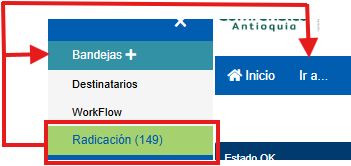 ×
Bandejas +
Destinatarios
WorkFlow
Radicación (149)
Antioquia
Inicio
Ir a...
Estado OK